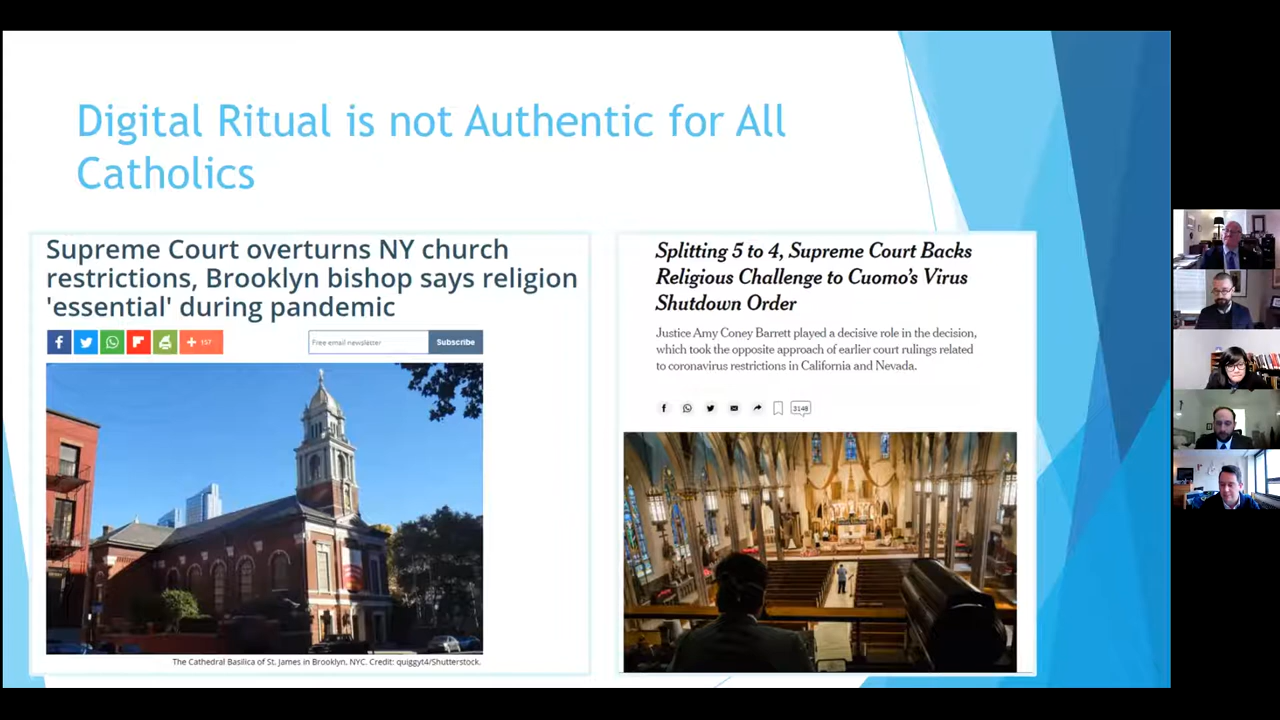 Digital Ritual is not Authentic for All
Catholics
Supreme Court overturns NY church
restrictions, Brooklyn bishop says religion
'essential' during pandemic
157
Free email newsletter
Subscribe
The Cathedral Basilica of St. James in Brooklyn, NYC. Credit: quiggyt4/Shutterstock.
Splitting 5 to 4, Supreme Court Backs
Religious Challenge to Cuomo's Virus
Shutdown Order
Justice Amy Coney Barrett played a decisive role in the decision,
which took the opposite approach of earlier court rulings related
to coronavirus restrictions in California and Nevada.
3148